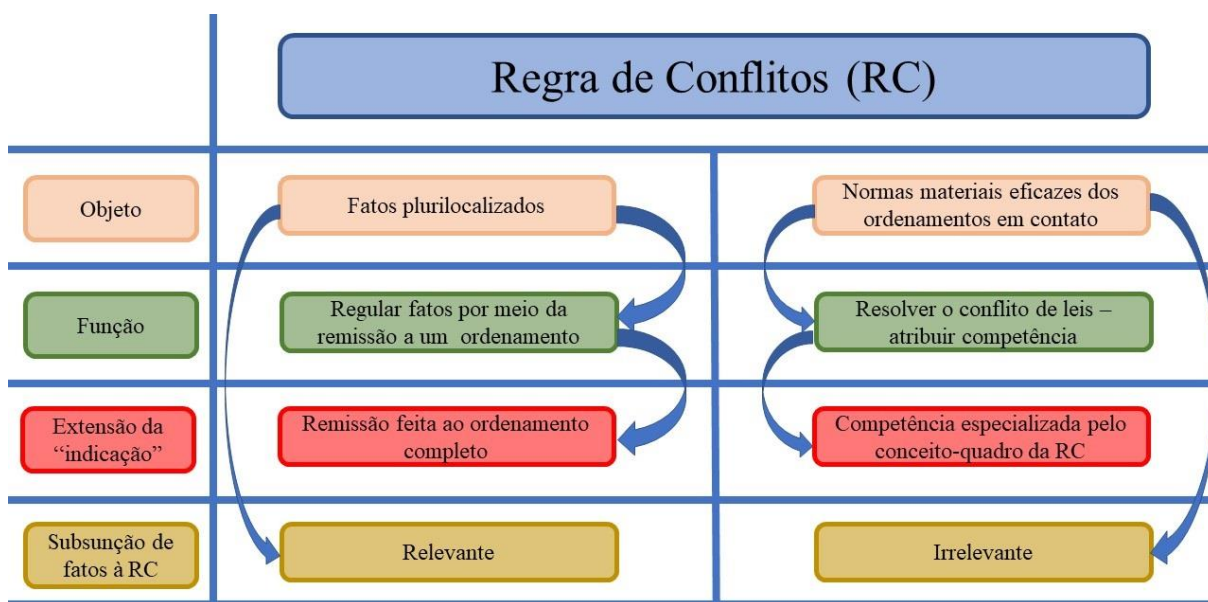 Regra de Conflitos (RC)
Objeto
Fatos plurilocalizados
Normas materiais eficazes dos
ordenamentos em contato
Função
Regular fatos por meio da
remissão a um ordenamento
Resolver o conflito de leis –
atribuir competência
Extensão da
“indicação”
Remissão feita ao ordenamento
completo
Competência especializada pelo
conceito-quadro da RC
Subsunção de
fatos à RC
Relevante
Irrelevante